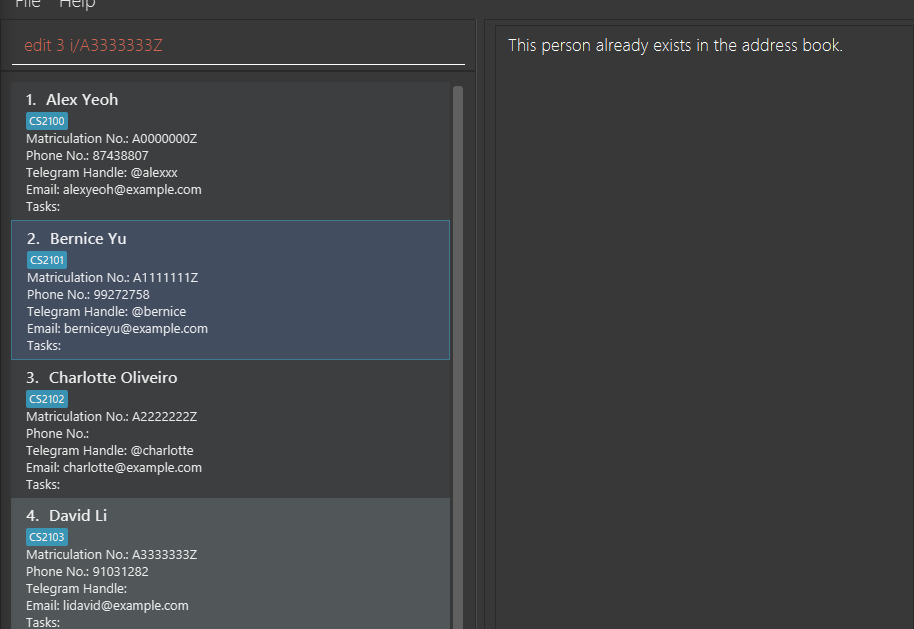 File Help
edit 3 i/A3333333Z
This person already exists in the address book.
1. Alex Yeoh
CS2100
Matriculation No.: A0000000Z
Phone No.: 87438807
Telegram Handle: @alexxx
Email: alexyeoh@example.com
Tasks:
2. Bernice Yu
CS2101
Matriculation No.: A1111111Z
Phone No.: 99272758
Telegram Handle: @bernice
Email: berniceyu@example.com
Tasks:
3. Charlotte Oliveiro
CS2102
Matriculation No.: A2222222Z
Phone No.:
Telegram Handle: @charlotte
Email: charlotte@example.com
Tasks:
4. David Li
CS2103
Matriculation No.: A3333333Z
Phone No.: 91031282
Telegram Handle:
Email: lidavid@example.com
Tasks: